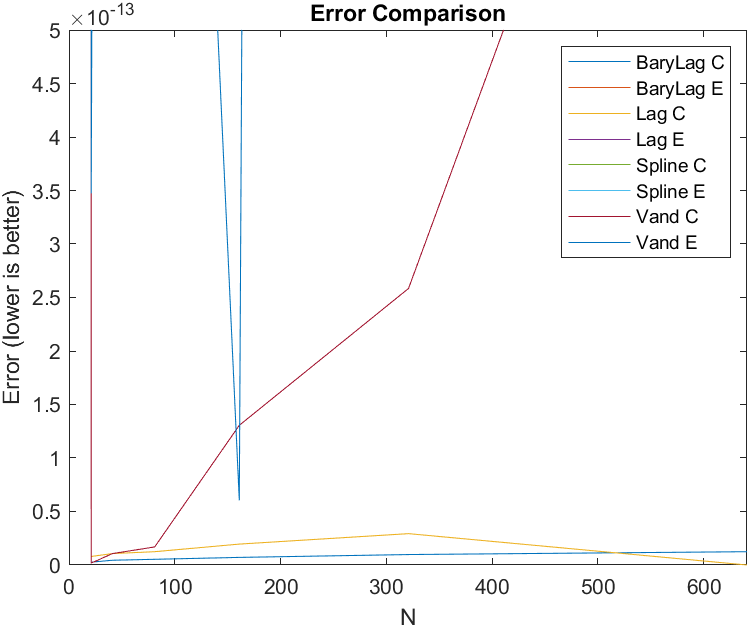 Error Comparison
×10^-13
5
4.5
4
3.5
3
2.5
2
1.5
1
0.5
0
Error (lower is better)
BaryLag C
BaryLag E
Lag C
Lag E
Spline C
Spline E
Vand C
Vand E
0 100 200 300 400 500 600
N